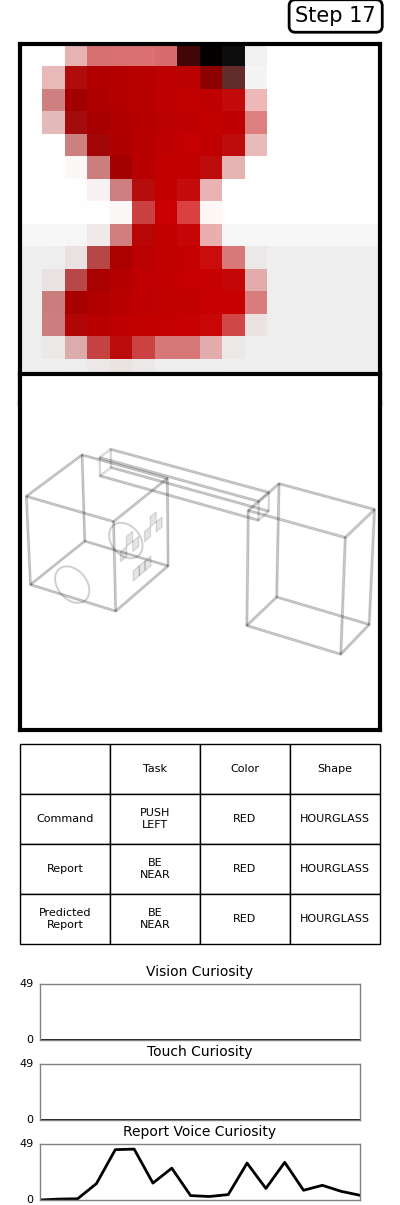 Step 17
Task Color Shape
Command PUSH LEFT RED HOURGLASS
Report BE NEAR RED HOURGLASS
Predicted Report BE NEAR RED HOURGLASS
Vision Curiosity
49
0
Touch Curiosity
49
0
Report Voice Curiosity
49
0